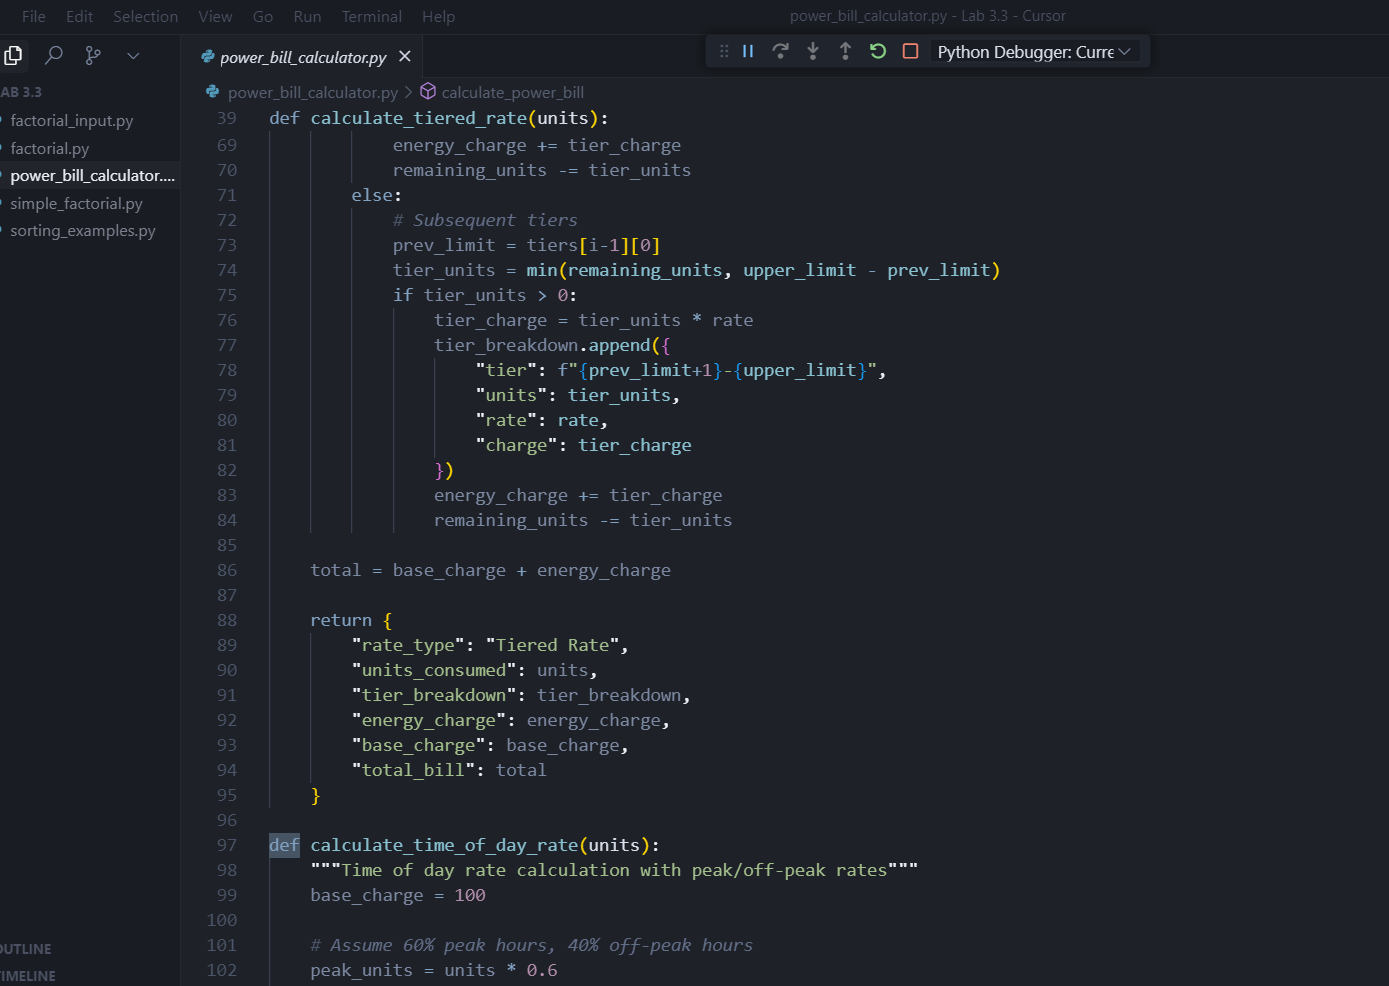 File Edit Selection View Go Run Terminal Help
power_bill_calculator.py - Lab 3.3 - Cursor
Python Debugger: Curre
AB 3.3
factorial_input.py
factorial.py
power_bill_calculator....
simple_factorial.py
sorting_examples.py
OUTLINE
TIMELINE
power_bill_calculator.py
power_bill_calculator.py > calculate_power_bill
39 def calculate_tiered_rate(units):
69 energy_charge += tier_charge
70 remaining_units -= tier_units
71 else:
72 # Subsequent tiers
73 prev_limit = tiers[i-1][0]
74 tier_units = min(remaining_units, upper_limit - prev_limit)
75 if tier_units > 0:
76 tier_charge = tier_units * rate
77 tier_breakdown.append({
78 "tier": f"{prev_limit+1}-{upper_limit}",
79 "units": tier_units,
80 "rate": rate,
81 "charge": tier_charge
82 })
83 energy_charge += tier_charge
84 remaining_units -= tier_units
85
86 total = base_charge + energy_charge
87
88 return {
89 "rate_type": "Tiered Rate",
90 "units_consumed": units,
91 "tier_breakdown": tier_breakdown,
92 "energy_charge": energy_charge,
93 "base_charge": base_charge,
94 "total_bill": total
95 }
96
97 def calculate_time_of_day_rate(units):
98 """Time of day rate calculation with peak/off-peak rates"""
99 base_charge = 100
100
101 # Assume 60% peak hours, 40% off-peak hours
102 peak_units = units * 0.6